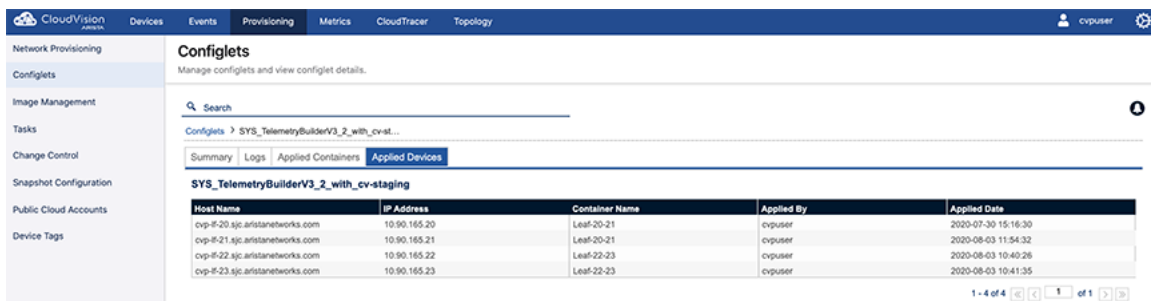 CloudVision
ARISTA
Devices Events Provisioning Metrics CloudTracer Topology cvpuser
Network Provisioning
Configlets
Image Management
Tasks
Change Control
Snapshot Configuration
Public Cloud Accounts
Device Tags
Configlets
Manage configlets and view configlet details.
Search
Configlets > SYS_TelemetryBuilderV3_2_with_cv-st...
Summary Logs Applied Containers Applied Devices
SYS_TelemetryBuilderV3_2_with_cv-staging
Host Name IP Address Container Name Applied By Applied Date
cvp-lf-20.sjc.aristanetworks.com 10.90.165.20 Leaf-20-21 cvpuser 2020-07-30 15:16:30
cvp-lf-21.sjc.aristanetworks.com 10.90.165.21 Leaf-20-21 cvpuser 2020-08-03 11:54:32
cvp-lf-22.sjc.aristanetworks.com 10.90.165.22 Leaf-22-23 cvpuser 2020-08-03 10:40:26
cvp-lf-23.sjc.aristanetworks.com 10.90.165.23 Leaf-22-23 cvpuser 2020-08-03 10:41:35
1 - 4 of 4 « < 1 of 1 > »